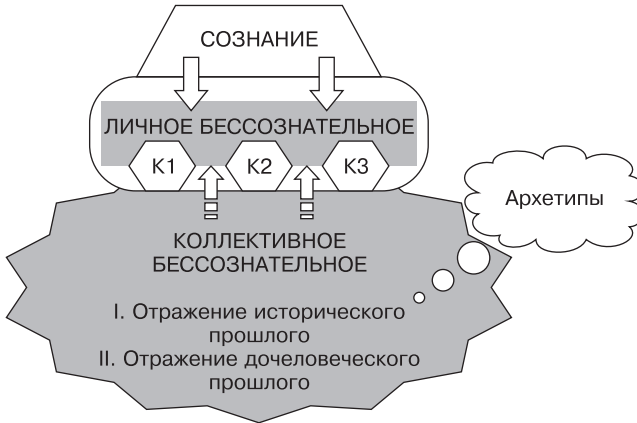 СОЗНАНИЕ
ЛИЧНОЕ БЕССОЗНАТЕЛЬНОЕ
К1 К2 К3
Архетипы
КОЛЛЕКТИВНОЕ
БЕССОЗНАТЕЛЬНОЕ
I. Отражение исторического
прошлого
II. Отражение дочеловеческого
прошлого